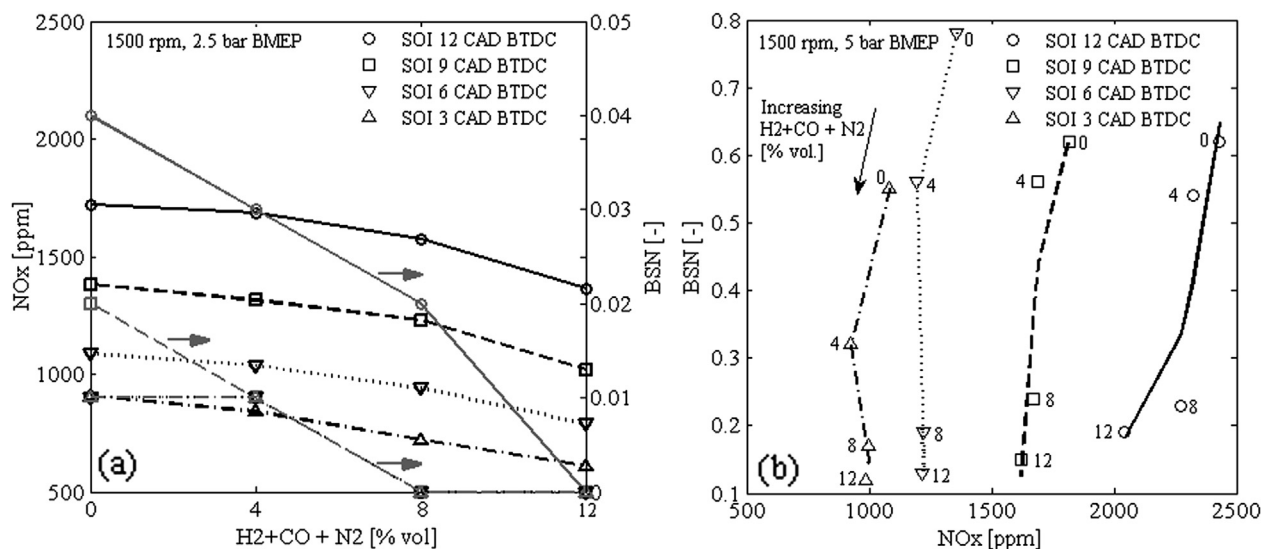 1500 rpm, 2.5 bar BMEP
SOI 12 CAD BTDC
SOI 9 CAD BTDC
SOI 6 CAD BTDC
SOI 3 CAD BTDC
2500
2000
1500
1000
500
NOx [ppm]
0.05
0.04
0.03
0.02
0.01
0
BSN [-]
(a)
0 4 8 12
H2+CO + N2 [% vol]
1500 rpm, 5 bar BMEP
SOI 12 CAD BTDC
SOI 9 CAD BTDC
SOI 6 CAD BTDC
SOI 3 CAD BTDC
Increasing
H2+CO + N2
[% vol.]
0.8
0.7
0.6
0.5
0.4
0.3
0.2
0.1
BSN [-]
0
4
8
12
0
4
8
12
0
4
8
12
0
4
8
12
(b)
500 1000 1500 2000 2500
NOx [ppm]